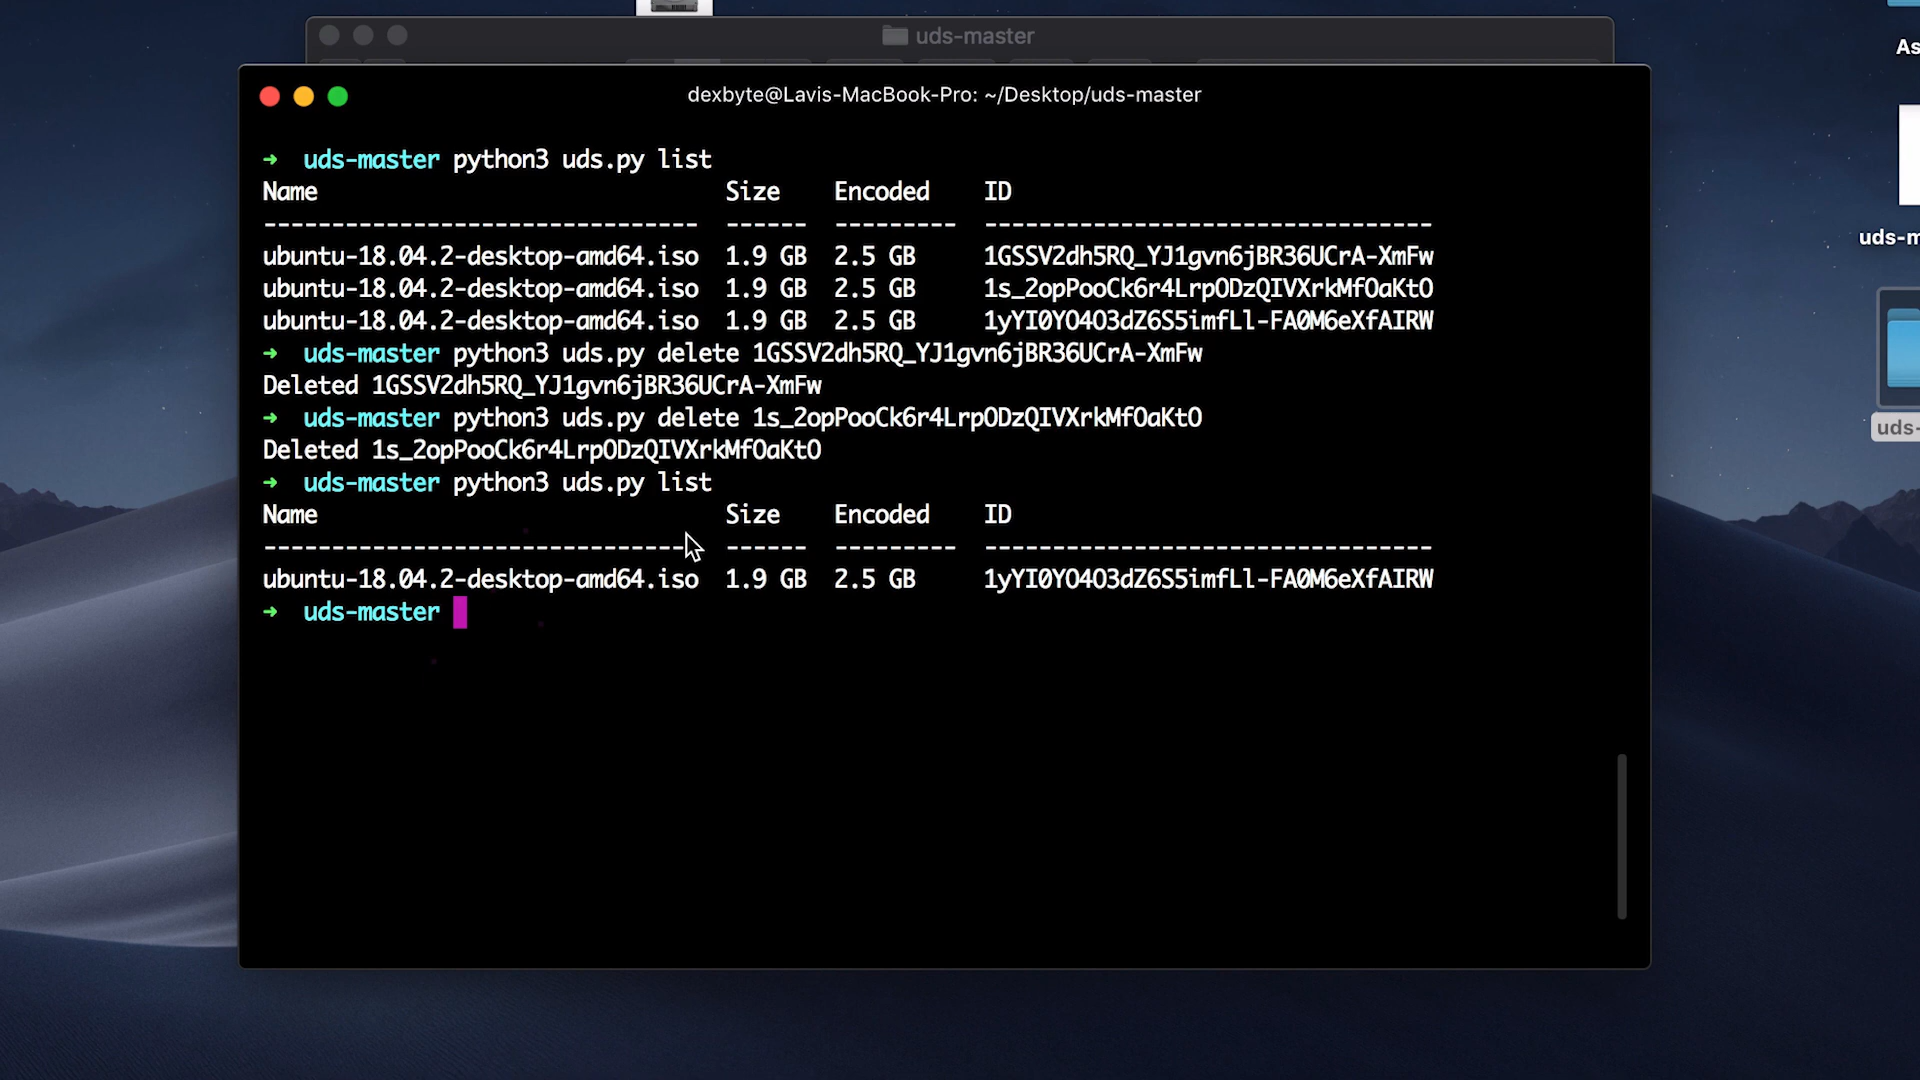 uds-master
dexbyte@Lavis-MacBook-Pro: ~/Desktop/uds-master
➜ uds-master python3 uds.py list
Name Size Encoded ID
-------------------------------- ------ --------- ---------------------------------
ubuntu-18.04.2-desktop-amd64.iso 1.9 GB 2.5 GB 1GSSV2dh5RQ_YJ1gvn6jBR36UCrA-XmFw
ubuntu-18.04.2-desktop-amd64.iso 1.9 GB 2.5 GB 1s_2opPooCk6r4LrpODzQIVXrkMfOaKtO
ubuntu-18.04.2-desktop-amd64.iso 1.9 GB 2.5 GB 1yYI0YO4O3dZ6S5imfLl-FA0M6eXfAIRW
➜ uds-master python3 uds.py delete 1GSSV2dh5RQ_YJ1gvn6jBR36UCrA-XmFw
Deleted 1GSSV2dh5RQ_YJ1gvn6jBR36UCrA-XmFw
➜ uds-master python3 uds.py delete 1s_2opPooCk6r4LrpODzQIVXrkMfOaKtO
Deleted 1s_2opPooCk6r4LrpODzQIVXrkMfOaKtO
➜ uds-master python3 uds.py list
Name Size Encoded ID
-------------------------------- ------ --------- ---------------------------------
ubuntu-18.04.2-desktop-amd64.iso 1.9 GB 2.5 GB 1yYI0YO4O3dZ6S5imfLl-FA0M6eXfAIRW
➜ uds-master
As
uds-m
uds-